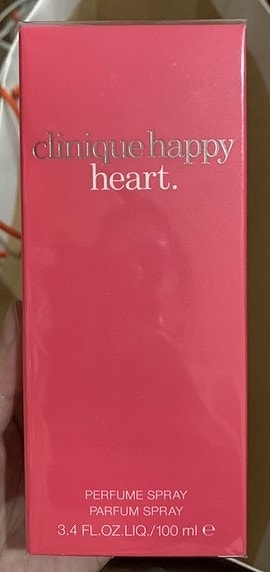 clinique happy
heart.
PERFUME SPRAY
PARFUM SPRAY
3.4 FL.OZ.LIQ./100 ml ℮